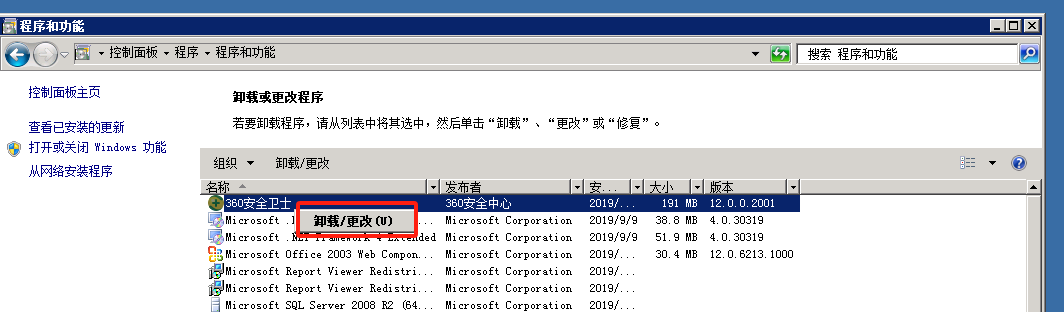 程序和功能
控制面板 程序 程序和功能
搜索 程序和功能
控制面板主页
查看已安装的更新
打开或关闭 Windows 功能
从网络安装程序
卸载或更改程序
若要卸载程序，请从列表中将其选中，然后单击“卸载”、“更改”或“修复”。
组织 卸载/更改
名称 发布者 安... 大小 版本
360安全卫士 360安全中心 2019/... 191 MB 12.0.0.2001
Microsoft ... Microsoft Corporation 2019/9/9 38.8 MB 4.0.30319
卸载/更改(U)
Microsoft .NET Framework 4 Extended Microsoft Corporation 2019/9/9 51.9 MB 4.0.30319
Microsoft Office 2003 Web Compon... Microsoft Corporation 2019/... 30.4 MB 12.0.6213.1000
Microsoft Report Viewer Redistri... Microsoft Corporation 2019/...
Microsoft Report Viewer Redistri... Microsoft Corporation 2019/...
Microsoft SQL Server 2008 R2 (64... Microsoft Corporation 2019/...